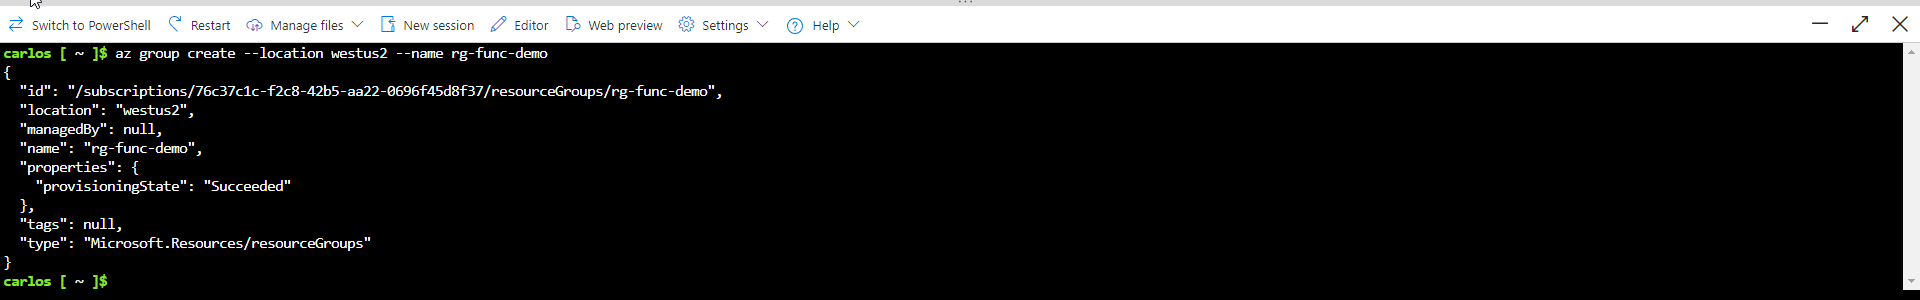 Switch to PowerShell Restart Manage files New session Editor Web preview Settings Help
carlos [ ~ ]$ az group create --location westus2 --name rg-func-demo
{
  "id": "/subscriptions/76c37c1c-f2c8-42b5-aa22-0696f45d8f37/resourceGroups/rg-func-demo",
  "location": "westus2",
  "managedBy": null,
  "name": "rg-func-demo",
  "properties": {
    "provisioningState": "Succeeded"
  },
  "tags": null,
  "type": "Microsoft.Resources/resourceGroups"
}
carlos [ ~ ]$